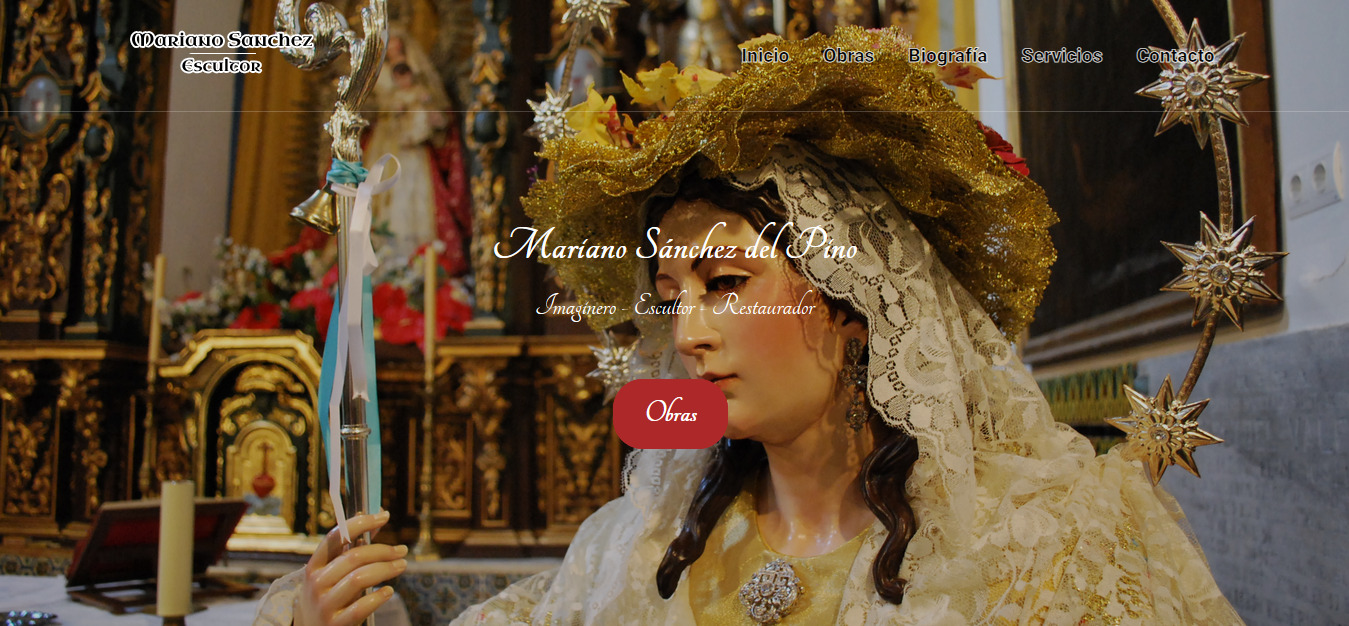 Mariano Sanchez
Escultor
Inicio Obras Biografía Servicios Contacto
Mariano Sánchez del Pino
Imaginero - Escultor - Restaurador
Obras